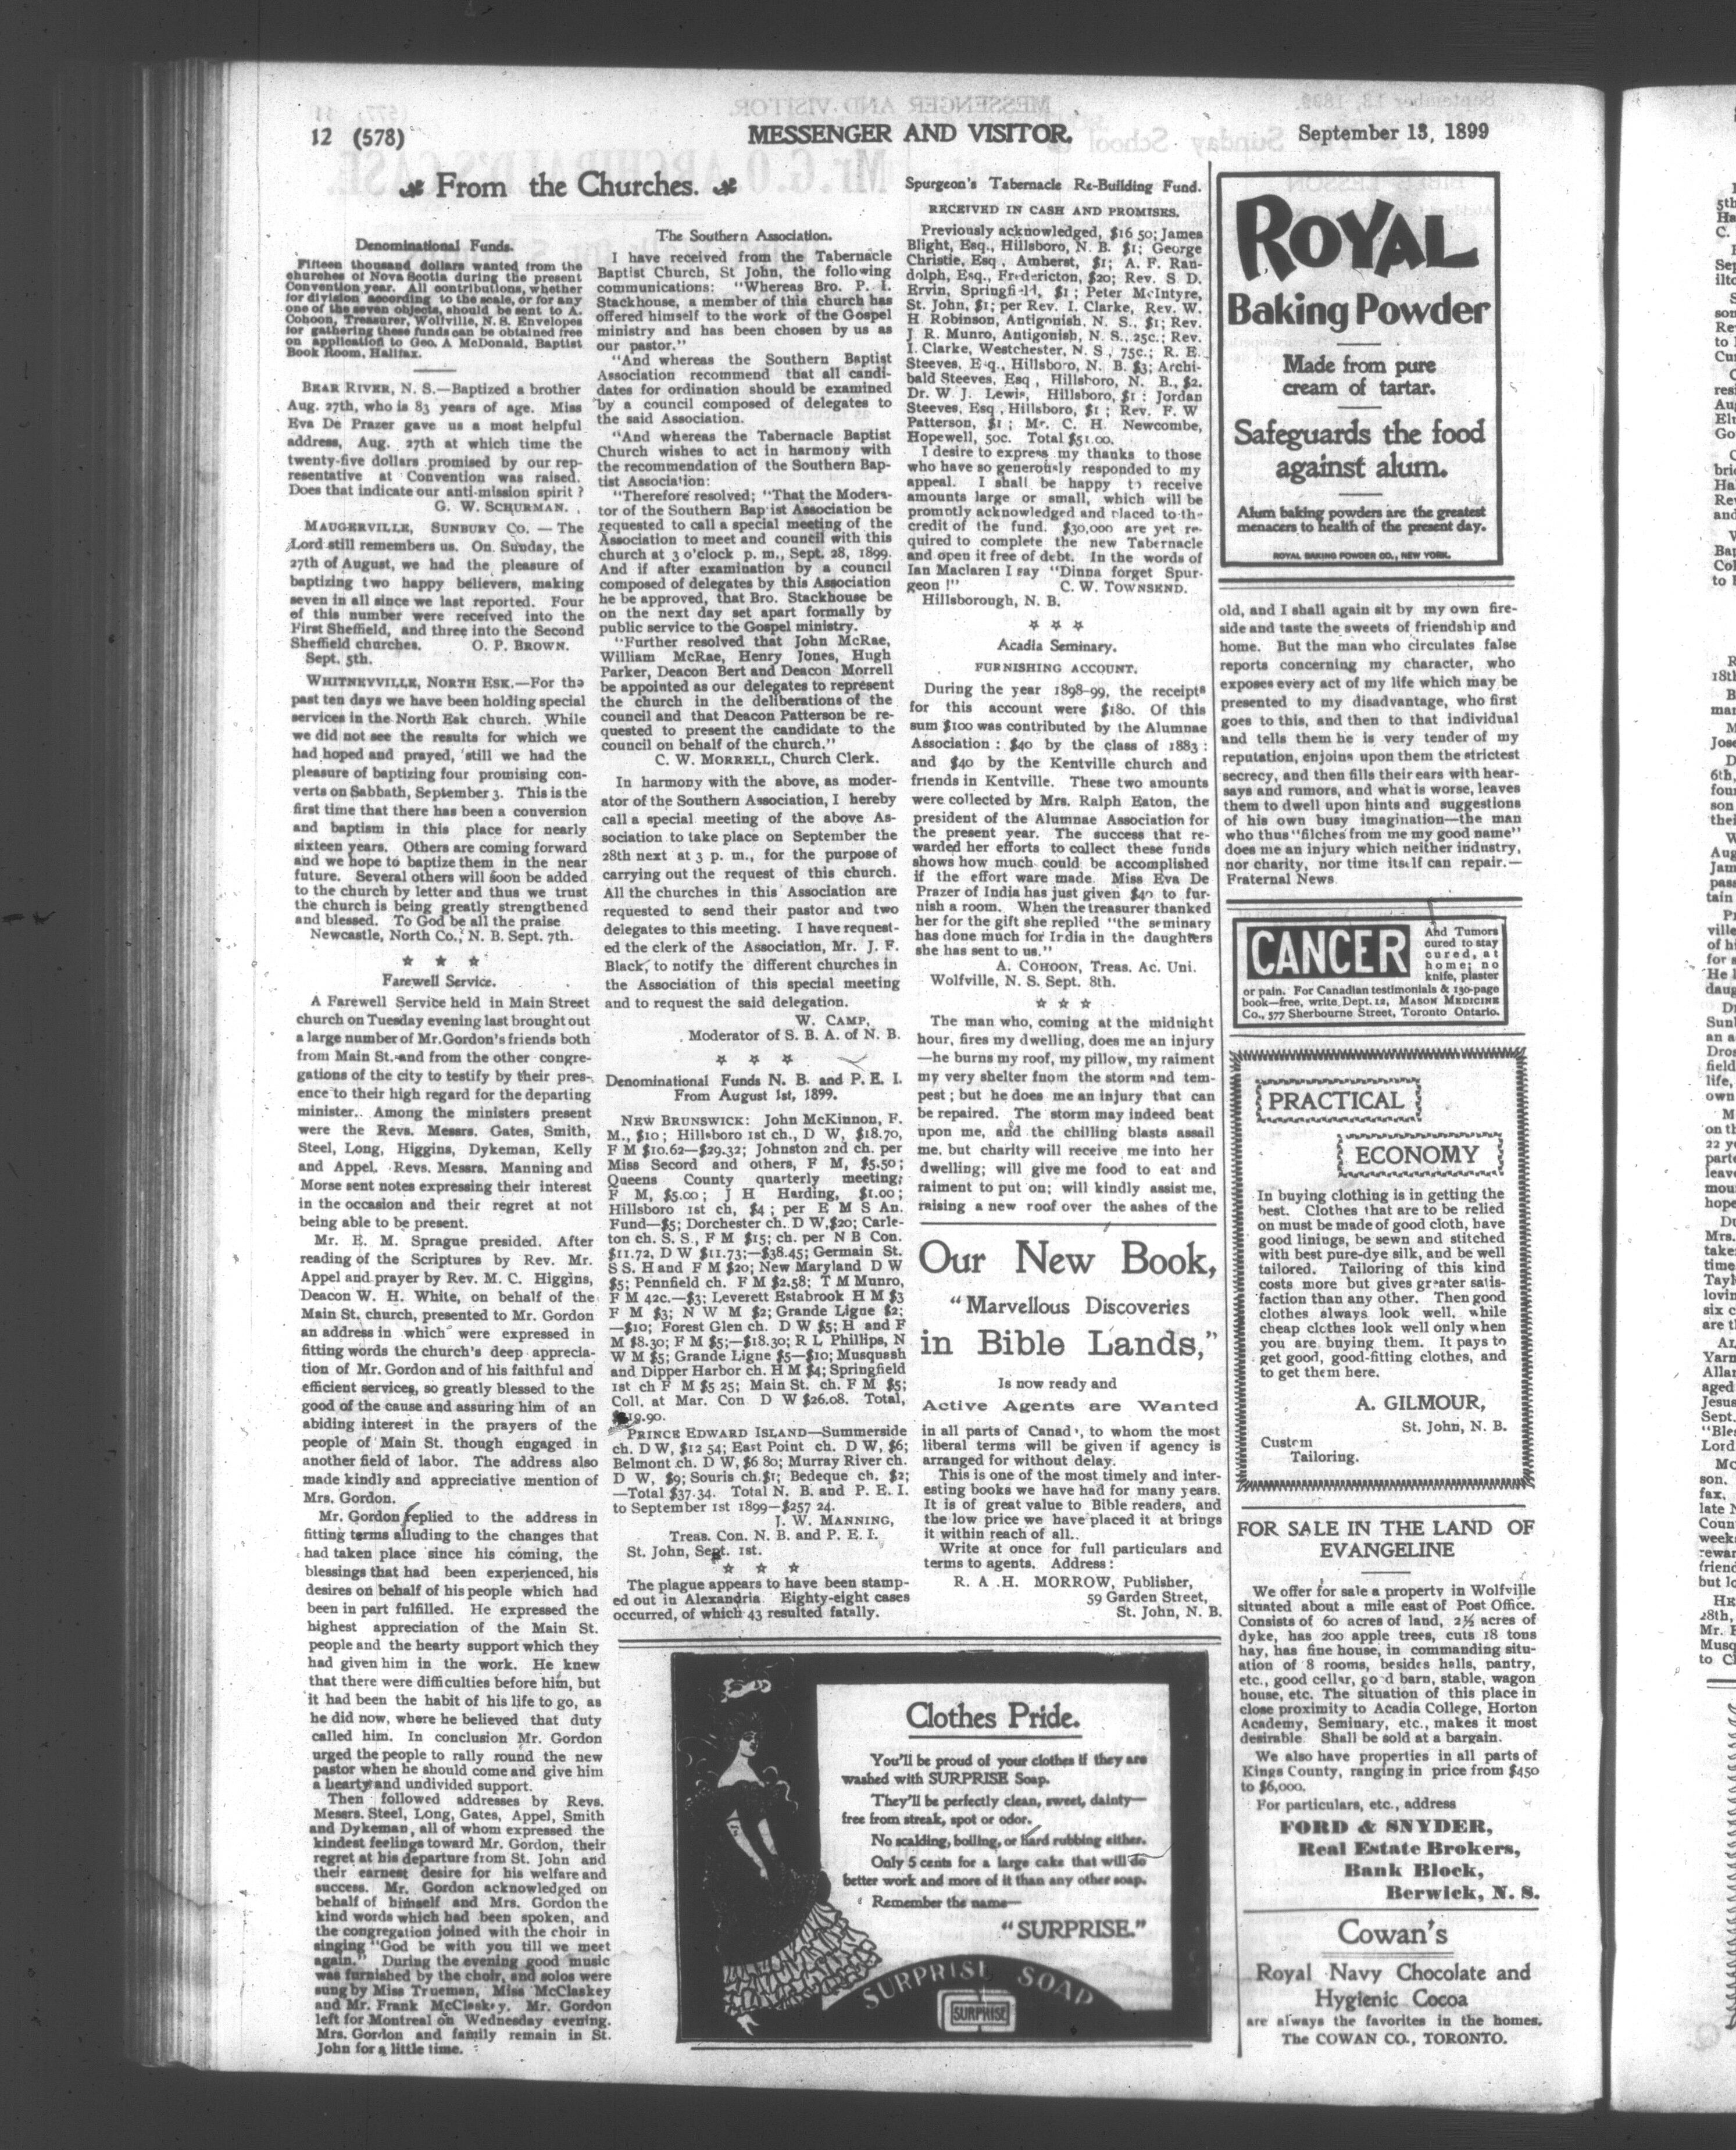 12 (578)
MESSENGER AND VISITOR.
September 13, 1899
From the Churches.
Denominational Funds.
Fifteen thousand dollars wanted from the
churches of Nova Scotia during the present
Convention year. All contributions, whether
for division according to the scale, or for any
one of the seven objects, should be sent to A.
Cohoon, Treasurer, Wolfville, N. S. Envelopes
for gathering these funds can be obtained free
on application to Geo. A McDonald, Baptist
Book Room, Halifax.
BEAR RIVER, N. S.—Baptized a brother
Aug. 27th, who is 83 years of age. Miss
Eva De Prazer gave us a most helpful
address, Aug. 27th at which time the
twenty-five dollars promised by our rep-
resentative at Convention was raised.
Does that indicate our anti-mission spirit ?
G. W. SCHURMAN.
MAUGERVILLE, SUNBURY CO. — The
Lord still remembers us. On Sunday, the
27th of August, we had the pleasure of
baptizing two happy believers, making
seven in all since we last reported. Four
of this number were received into the
First Sheffield, and three into the Second
Sheffield churches. O. P. BROWN.
Sept. 5th.
WHITNEYVILLE, NORTH ESK.—For the
past ten days we have been holding special
services in the North Esk church. While
we did not see the results for which we
had hoped and prayed, still we had the
pleasure of baptizing four promising con-
verts on Sabbath, September 3. This is the
first time that there has been a conversion
and baptism in this place for nearly
sixteen years. Others are coming forward
and we hope to baptize them in the near
future. Several others will soon be added
to the church by letter and thus we trust
the church is being greatly strengthened
and blessed. To God be all the praise.
Newcastle, North Co., N. B. Sept. 7th.
Farewell Service.
A Farewell Service held in Main Street
church on Tuesday evening last brought out
a large number of Mr. Gordon's friends both
from Main St. and from the other congre-
gations of the city to testify by their pres-
ence to their high regard for the departing
minister. Among the ministers present
were the Revs. Messrs. Gates, Smith,
Steel, Long, Higgins, Dykeman, Kelly
and Appel. Revs. Messrs. Manning and
Morse sent notes expressing their interest
in the occasion and their regret at not
being able to be present.
Mr. E. M. Sprague presided. After
reading of the Scriptures by Rev. Mr.
Appel and prayer by Rev. M. C. Higgins,
Deacon W. H. White, on behalf of the
Main St. church, presented to Mr. Gordon
an address in which were expressed in
fitting words the church's deep apprecia-
tion of Mr. Gordon and of his faithful and
efficient services, so greatly blessed to the
good of the cause and assuring him of an
abiding interest in the prayers of the
people of Main St. though engaged in
another field of labor. The address also
made kindly and appreciative mention of
Mrs. Gordon.
Mr. Gordon replied to the address in
fitting terms alluding to the changes that
had taken place since his coming, the
blessings that had been experienced, his
desires on behalf of his people which had
been in part fulfilled. He expressed the
highest appreciation of the Main St.
people and the hearty support which they
had given him in the work. He knew
that there were difficulties before him, but
it had been the habit of his life to go, as
he did now, where he believed that duty
called him. In conclusion Mr. Gordon
urged the people to rally round the new
pastor when he should come and give him
a hearty and undivided support.
Then followed addresses by Revs.
Messrs. Steel, Long, Gates, Appel, Smith
and Dykeman, all of whom expressed the
kindest feelings toward Mr. Gordon, their
regret at his departure from St. John and
their earnest desire for his welfare and
success. Mr. Gordon acknowledged on
behalf of himself and Mrs. Gordon the
kind words which had been spoken, and
the congregation joined with the choir in
singing "God be with you till we meet
again." During the evening good music
was furnished by the choir, and solos were
sung by Miss Trueman, Miss McClaskey
and Mr. Frank McClaskey. Mr. Gordon
left for Montreal on Wednesday evening.
Mrs. Gordon and family remain in St.
John for a little time.
The Southern Association.
I have received from the Tabernacle
Baptist Church, St John, the following
communications: "Whereas Bro. P. I.
Stackhouse, a member of this church has
offered himself to the work of the Gospel
ministry and has been chosen by us as
our pastor."
"And whereas the Southern Baptist
Association recommend that all candi-
dates for ordination should be examined
by a council composed of delegates to
the said Association.
"And whereas the Tabernacle Baptist
Church wishes to act in harmony with
the recommendation of the Southern Bap-
tist Association:
"Therefore resolved; "That the Modera-
tor of the Southern Baptist Association be
requested to call a special meeting of the
Association to meet and council with this
church at 3 o'clock p. m., Sept. 28, 1899.
And if after examination by a council
composed of delegates by this Association
he be approved, that Bro. Stackhouse be
on the next day set apart formally by
public service to the Gospel ministry.
"Further resolved that John McRae,
William McRae, Henry Jones, Hugh
Parker, Deacon Bert and Deacon Morrell
be appointed as our delegates to represent
the church in the deliberations of the
council and that Deacon Patterson be re-
quested to present the candidate to the
council on behalf of the church."
C. W. MORRELL, Church Clerk.
In harmony with the above, as moder-
ator of the Southern Association, I hereby
call a special meeting of the above As-
sociation to take place on September the
28th next at 3 p. m., for the purpose of
carrying out the request of this church.
All the churches in this Association are
requested to send their pastor and two
delegates to this meeting. I have request-
ed the clerk of the Association, Mr. J. F.
Black, to notify the different churches in
the Association of this special meeting
and to request the said delegation.
W. CAMP,
Moderator of S. B. A. of N. B.
Denominational Funds N. B. and P. E. I.
From August 1st, 1899.
NEW BRUNSWICK: John McKinnon, F.
M., $10; Hillsboro 1st ch., D W, $18.70,
F M $10.62—$29.32; Johnston 2nd ch. per
Miss Secord and others, F M, $5.50;
Queens County quarterly meeting;
F M, $5.00; J H Harding, $1.00;
Hillsboro 1st ch, $4; per E M S An.
Fund—$5; Dorchester ch. D W, $20; Carle-
ton ch. S. S., F M $15; ch. per N B Con.
$11.72, D W $11.73;—$38.45; Germain St.
S S. H and F M $20; New Maryland D W
$5; Pennfield ch. F M $2.58; T M Munro,
F M 42c.—$3; Leverett Estabrook H M $3
F M $3; N W M $2; Grande Ligne $2;
—$10; Forest Glen ch. D W $5; H and F
M $8.30; F M $5;—$18.30; R L Phillips, N
W M $5; Grande Ligne $5—$10; Musquash
and Dipper Harbor ch. H M $4; Springfield
1st ch F M $5 25; Main St. ch. F M $5;
Coll. at Mar. Con D W $26.08. Total,
19.90.
PRINCE EDWARD ISLAND—Summerside
ch. D W, $12 54; East Point ch. D W, $6;
Belmont ch. D W, $6 80; Murray River ch.
D W, $9; Souris ch. $1; Bedeque ch. $2;
—Total $37.34. Total N. B. and P. E. I.
to September 1st 1899—$257 24.
J. W. MANNING,
Treas. Con. N. B. and P. E. I.
St. John, Sept. 1st.
The plague appears to have been stamp-
ed out in Alexandria. Eighty-eight cases
occurred, of which 43 resulted fatally.
Spurgeon's Tabernacle Re-Building Fund.
RECEIVED IN CASH AND PROMISES.
Previously acknowledged, $16 50; James
Blight, Esq., Hillsboro, N. B. $1; George
Christie, Esq., Amherst, $1; A. F. Ran-
dolph, Esq., Fredericton, $20; Rev. S. D.
Ervin, Springfield, $1; Peter McIntyre,
St. John, $1; per Rev. I. Clarke, Rev. W.
H. Robinson, Antigonish, N. S., $1; Rev.
J. R. Munro, Antigonish, N. S., 25c.; Rev.
I. Clarke, Westchester, N. S., 75c.; R. E.
Steeves, Esq., Hillsboro, N. B. $3; Archi-
bald Steeves, Esq., Hillsboro, N. B., $2.
Dr. W. J. Lewis, Hillsboro, $1: Jordan
Steeves, Esq., Hillsboro, $1; Rev. F. W
Patterson, $1; Mr. C. H. Newcombe,
Hopewell, 50c. Total $51.00.
I desire to express my thanks to those
who have so generously responded to my
appeal. I shall be happy to receive
amounts large or small, which will be
promptly acknowledged and placed to the
credit of the fund. $30,000 are yet re-
quired to complete the new Tabernacle
and open it free of debt. In the words of
Ian Maclaren I say "Dinna forget Spur-
geon !" C. W. TOWNSEND.
Hillsborough, N. B.
Acadia Seminary.
FURNISHING ACCOUNT.
During the year 1898-99, the receipts
for this account were $180. Of this
sum $100 was contributed by the Alumnae
Association: $40 by the class of 1883:
and $40 by the Kentville church and
friends in Kentville. These two amounts
were collected by Mrs. Ralph Eaton, the
president of the Alumnae Association for
the present year. The success that re-
warded her efforts to collect these funds
shows how much could be accomplished
if the effort ware made. Miss Eva De
Prazer of India has just given $40 to fur-
nish a room. When the treasurer thanked
her for the gift she replied "the seminary
has done much for India in the daughters
she has sent to us."
A. COHOON, Treas. Ac. Uni.
Wolfville, N. S. Sept. 8th.
The man who, coming at the midnight
hour, fires my dwelling, does me an injury
—he burns my roof, my pillow, my raiment
my very shelter fnom the storm and tem-
pest; but he does me an injury that can
be repaired. The storm may indeed beat
upon me, and the chilling blasts assail
me, but charity will receive me into her
dwelling; will give me food to eat and
raiment to put on; will kindly assist me,
raising a new roof over the ashes of the
Our New Book,
"Marvellous Discoveries
in Bible Lands,"
Is now ready and
Active Agents are Wanted
in all parts of Canada, to whom the most
liberal terms will be given if agency is
arranged for without delay.
This is one of the most timely and inter-
esting books we have had for many years.
It is of great value to Bible readers, and
the low price we have placed it at brings
it within reach of all.
Write at once for full particulars and
terms to agents. Address:
R. A. H. MORROW, Publisher,
59 Garden Street,
St. John, N. B.
Clothes Pride.
You'll be proud of your clothes if they are
washed with SURPRISE Soap.
They'll be perfectly clean, sweet, dainty—
free from streak, spot or odor.
No scalding, boiling, or hard rubbing either.
Only 5 cents for a large cake that will do
better work and more of it than any other soap.
Remember the name—
"SURPRISE."
SURPRISE SOAP
SURPRISE
ROYAL
Baking Powder
Made from pure
cream of tartar.
Safeguards the food
against alum.
Alum baking powders are the greatest
menacers to health of the present day.
ROYAL BAKING POWDER CO., NEW YORK.
old, and I shall again sit by my own fire-
side and taste the sweets of friendship and
home. But the man who circulates false
reports concerning my character, who
exposes every act of my life which may be
presented to my disadvantage, who first
goes to this, and then to that individual
and tells them he is very tender of my
reputation, enjoins upon them the strictest
secrecy, and then fills their ears with hear-
says and rumors, and what is worse, leaves
them to dwell upon hints and suggestions
of his own busy imagination—the man
who thus "filches from me my good name"
does me an injury which neither industry,
nor charity, nor time itself can repair.—
Fraternal News.
CANCER
And Tumors
cured to stay
cured, at
home; no
knife, plaster
or pain. For Canadian testimonials & 130-page
book—free, write Dept. 12, MASON MEDICINE
CO., 577 Sherbourne Street, Toronto Ontario.
PRACTICAL
ECONOMY
In buying clothing is in getting the
best. Clothes that are to be relied
on must be made of good cloth, have
good linings, be sewn and stitched
with best pure-dye silk, and be well
tailored. Tailoring of this kind
costs more but gives greater satis-
faction than any other. Then good
clothes always look well, while
cheap clothes look well only when
you are buying them. It pays to
get good, good-fitting clothes, and
to get them here.
A. GILMOUR,
St. John, N. B.
Custom
Tailoring.
FOR SALE IN THE LAND OF
EVANGELINE
We offer for sale a property in Wolfville
situated about a mile east of Post Office.
Consists of 60 acres of land, 2½ acres of
dyke, has 200 apple trees, cuts 18 tons
hay, has fine house, in commanding situ-
ation of 8 rooms, besides halls, pantry,
etc., good cellar, good barn, stable, wagon
house, etc. The situation of this place in
close proximity to Acadia College, Horton
Academy, Seminary, etc., makes it most
desirable. Shall be sold at a bargain.
We also have properties in all parts of
Kings County, ranging in price from $450
to $6,000.
For particulars, etc., address
FORD & SNYDER,
Real Estate Brokers,
Bank Block,
Berwick, N. S.
Cowan's
Royal Navy Chocolate and
Hygienic Cocoa
are always the favorites in the homes.
The COWAN CO., TORONTO.